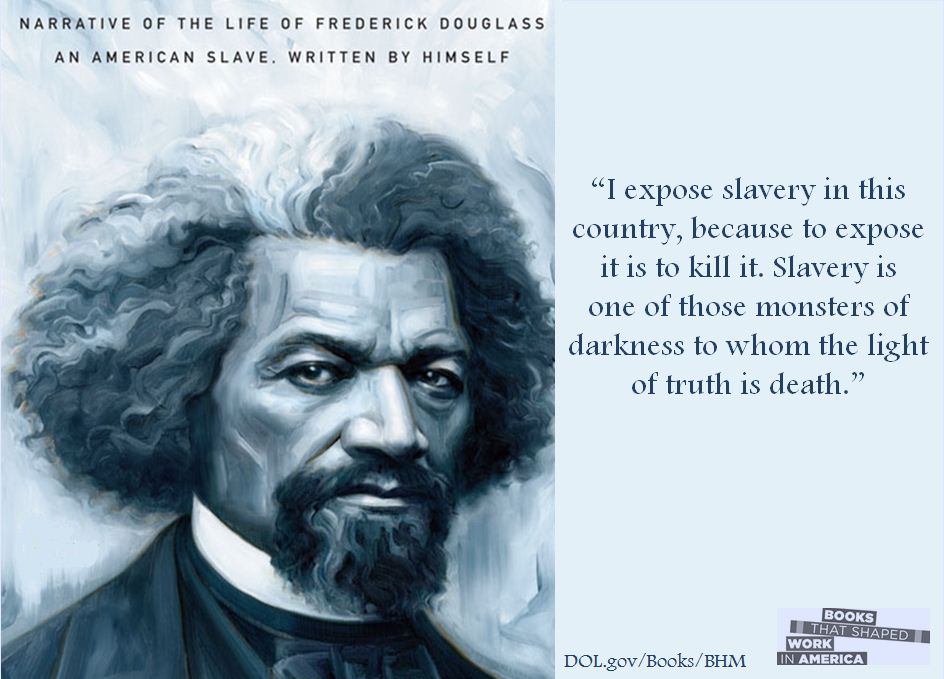 NARRATIVE OF THE LIFE OF FREDERICK DOUGLASS
AN AMERICAN SLAVE, WRITTEN BY HIMSELF
“I expose slavery in this
country, because to expose
it is to kill it. Slavery is
one of those monsters of
darkness to whom the light
of truth is death.”
DOL.gov/Books/BHM
BOOKS
THAT SHAPED
WORK
IN AMERICA